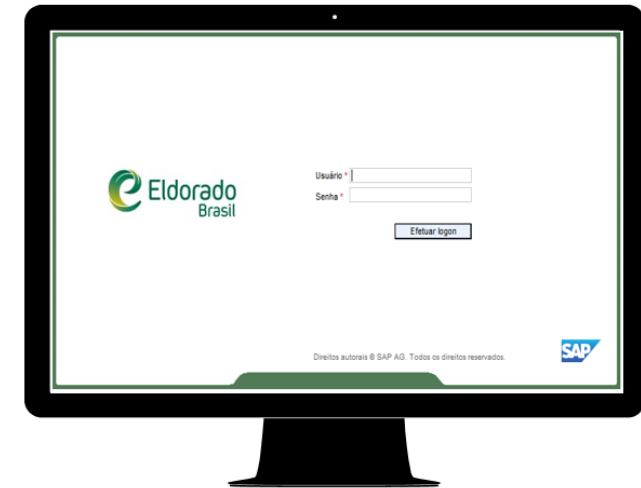 Eldorado
Brasil
Usuário *
Senha *
Efetuar logon
Direitos autorais © SAP AG. Todos os direitos reservados.
SAP